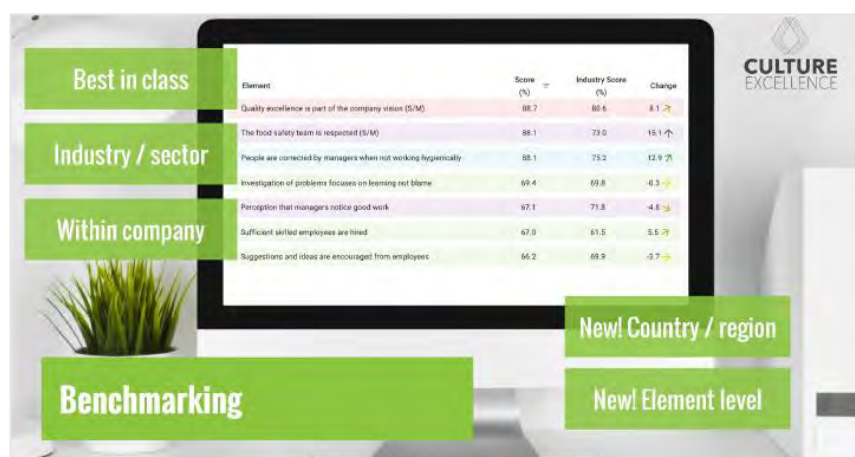 CULTURE
EXCELLENCE
Best in class
Industry / sector
Within company
Element Score (%) Industry Score (%) Change
Quality excellence is part of the company vision (S/M) 88.7 80.6 8.1
The food safety team is respected (S/M) 88.1 73.0 15.1
People are corrected by managers when not working hygienically 88.1 75.2 12.9
Investigation of problems focuses on learning not blame 69.4 69.8 -0.3
Perception that managers notice good work 67.1 71.8 -4.8
Sufficient skilled employees are hired 67.0 61.5 5.5
Suggestions and ideas are encouraged from employees 66.2 69.9 -3.7
New! Country / region
New! Element level
Benchmarking